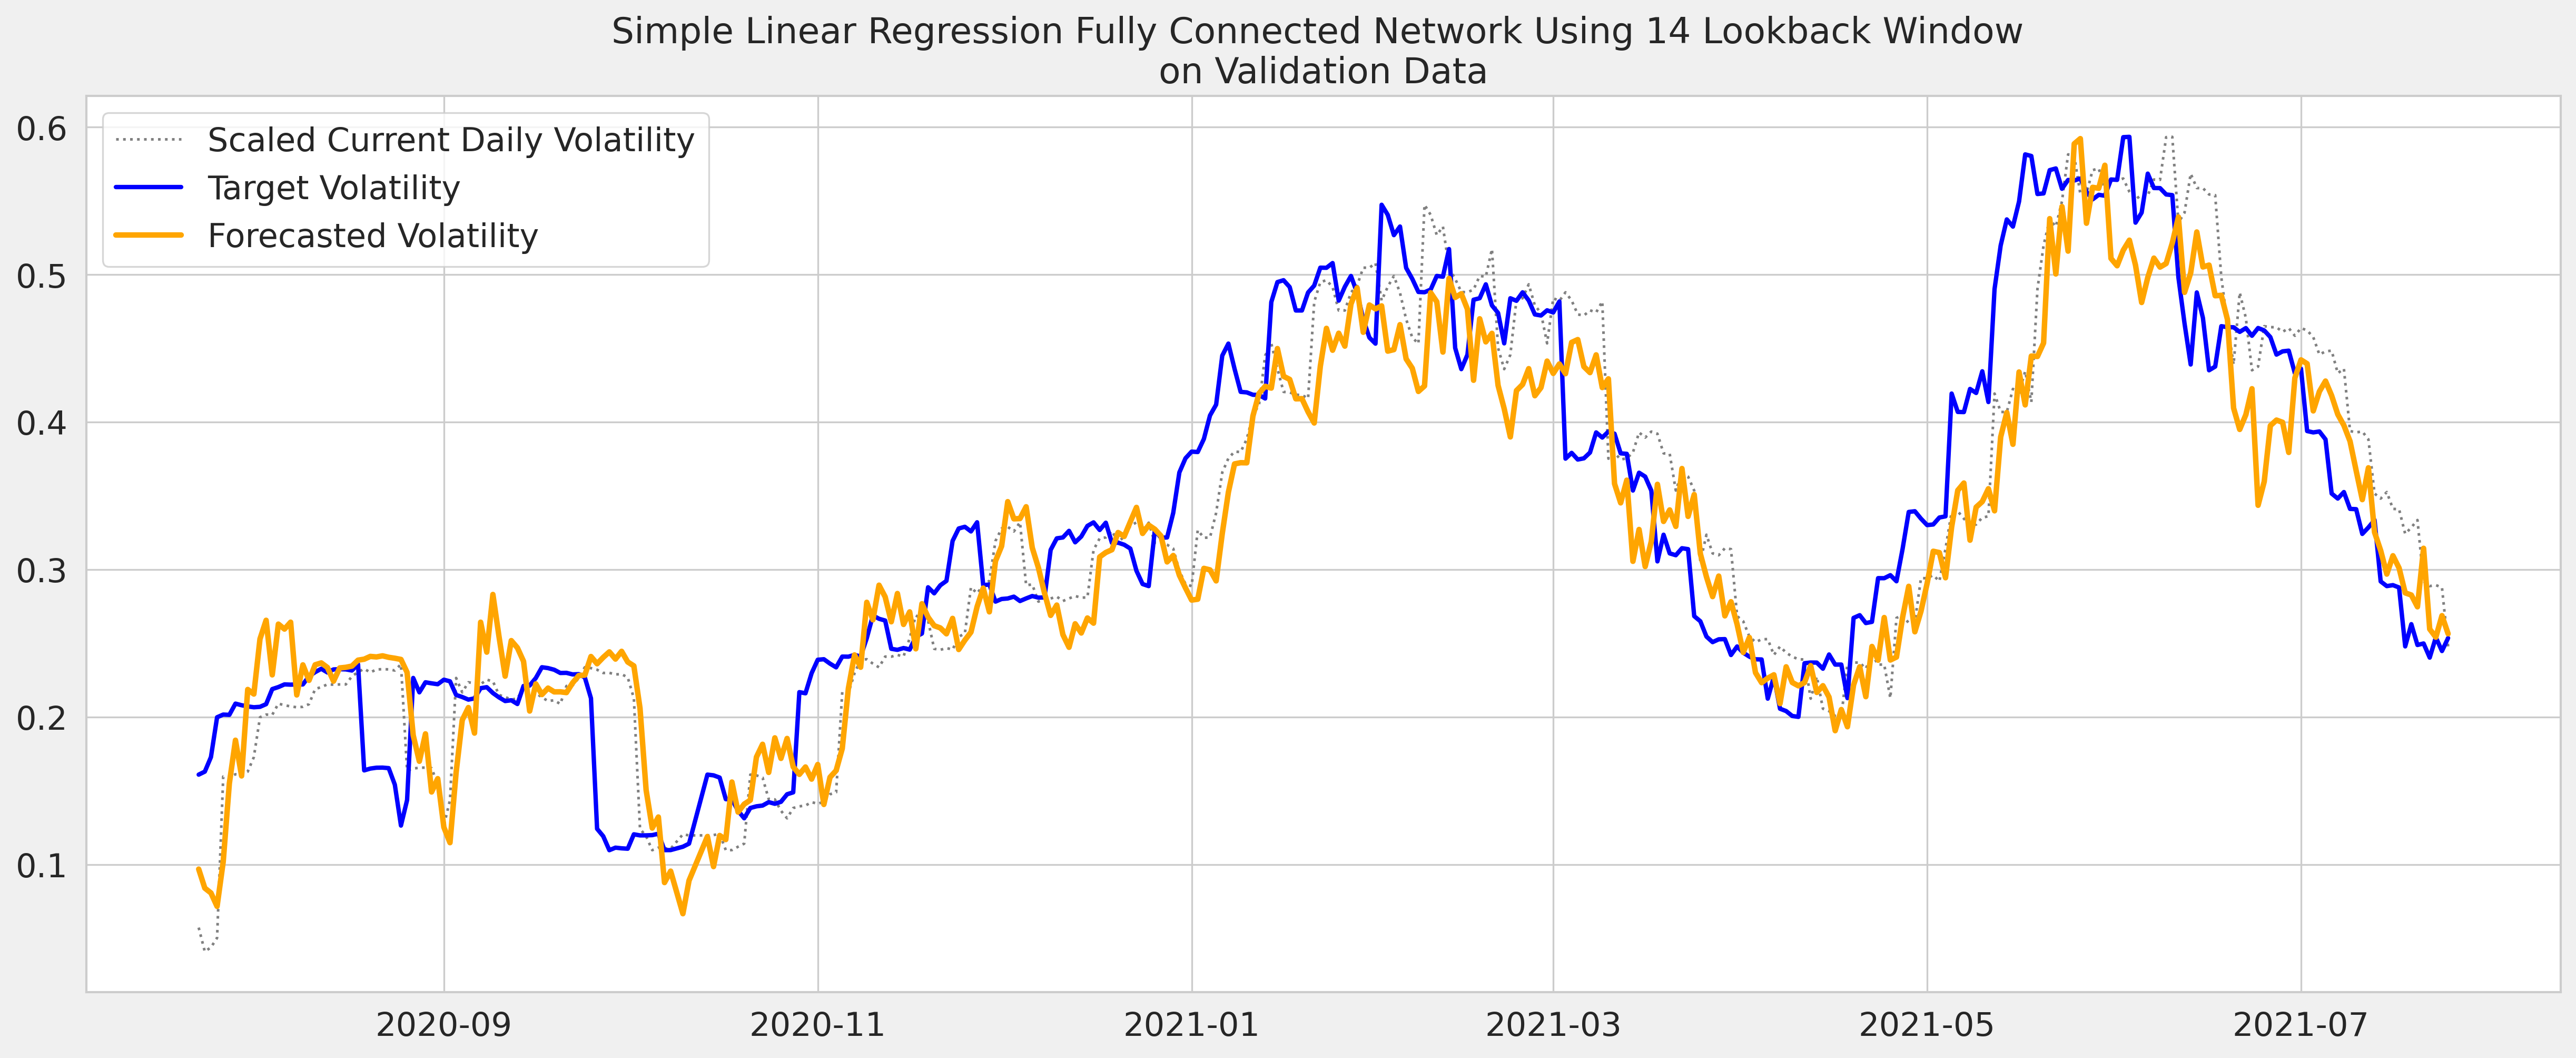 Simple Linear Regression Fully Connected Network Using 14 Lookback Window
on Validation Data
Scaled Current Daily Volatility
Target Volatility
Forecasted Volatility
0.6
0.5
0.4
0.3
0.2
0.1
2020-09
2020-11
2021-01
2021-03
2021-05
2021-07